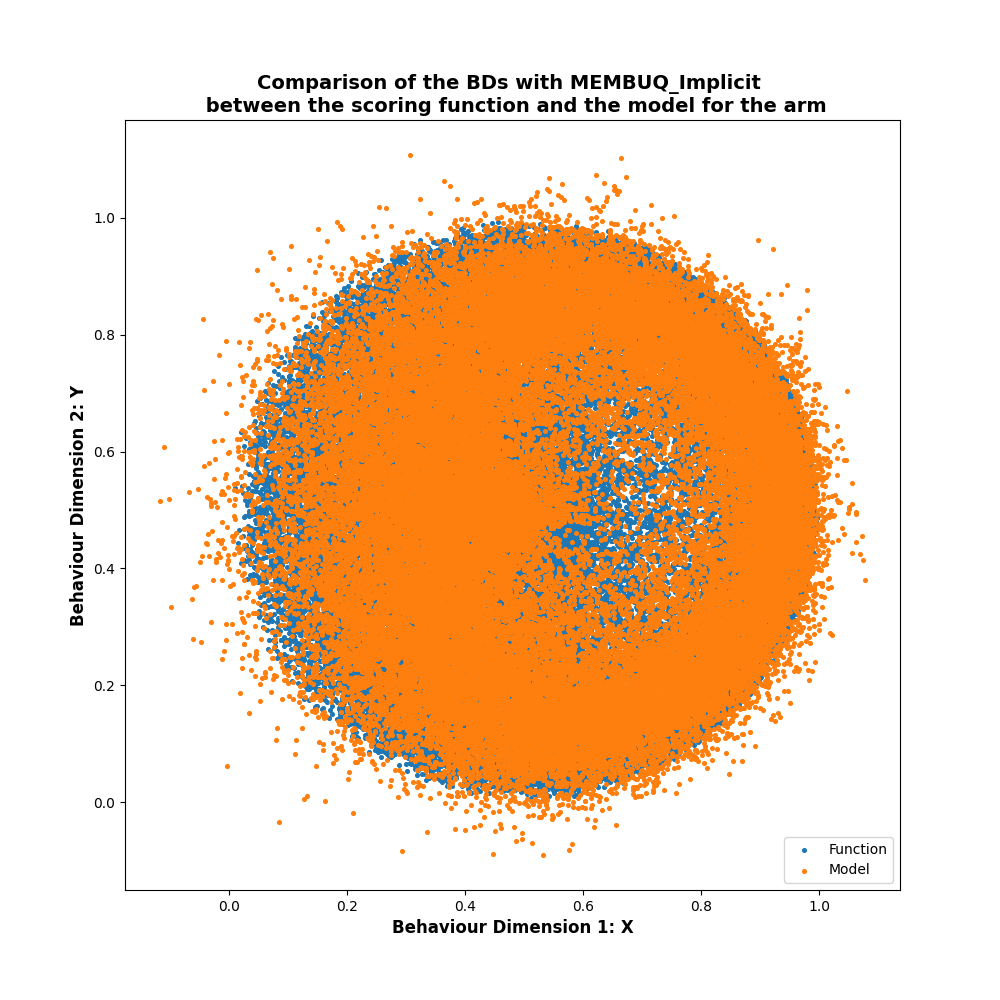 Comparison of the BDs with MEMBUQ_Implicit
between the scoring function and the model for the arm
Behaviour Dimension 2: Y
1.0
0.8
0.6
0.4
0.2
0.0
0.0 0.2 0.4 0.6 0.8 1.0
Behaviour Dimension 1: X
Function
Model